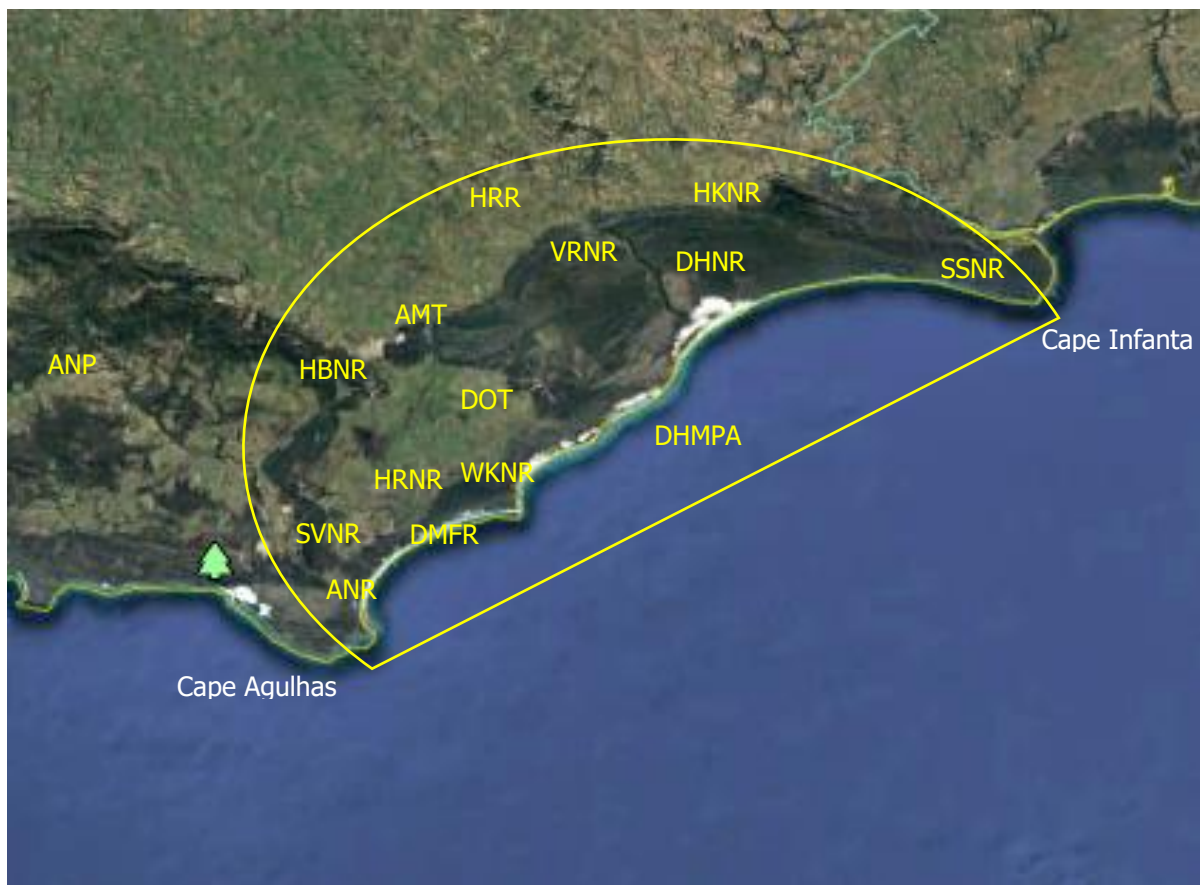 HRR
HKNR
VRNR
DHNR
SSNR
AMT
Cape Infanta
ANP
HBNR
DOT
DHMPA
HRNR
WKNR
SVNR
DMFR
ANR
Cape Agulhas